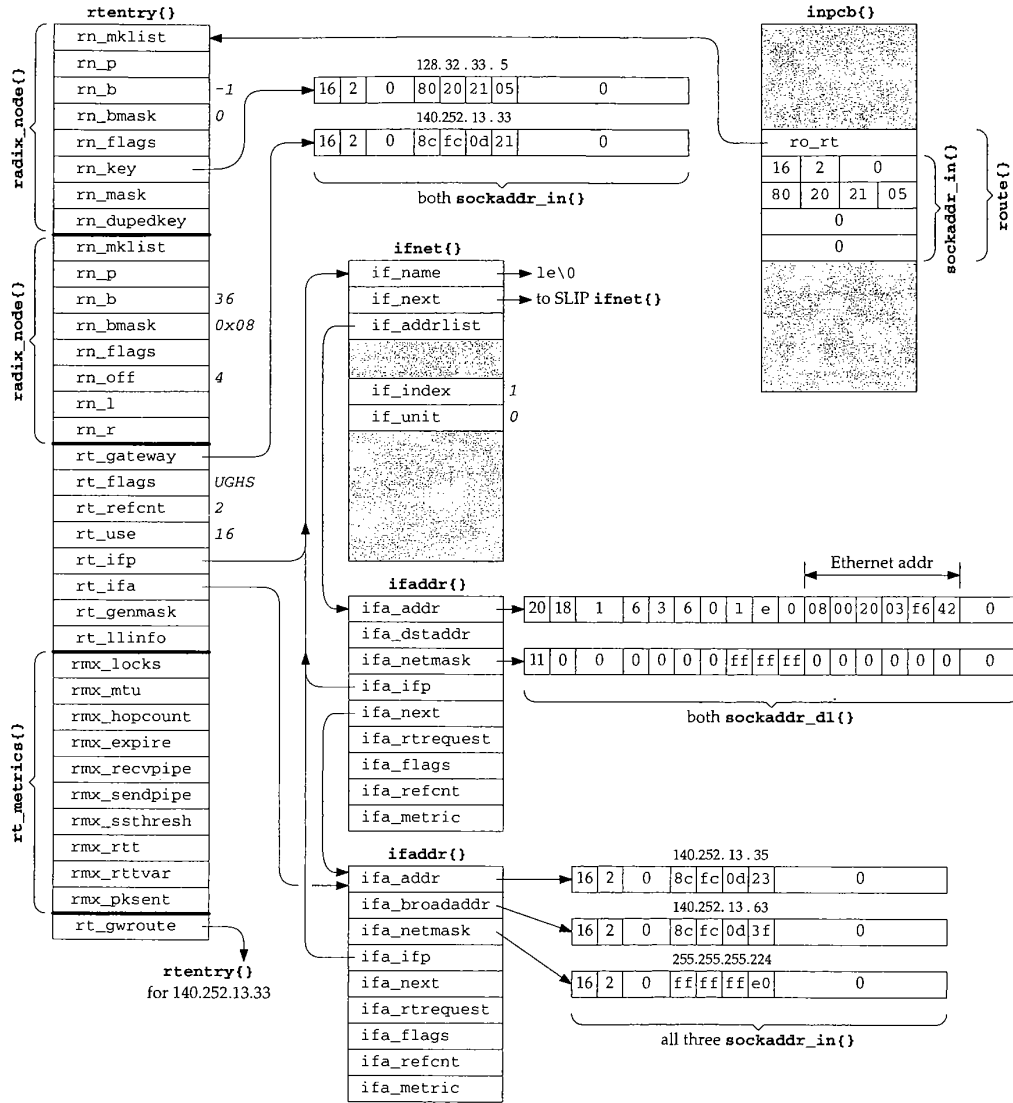 rtentry{}
rn_mklist
rn_p
rn_b -1
rn_bmask 0
rn_flags
rn_key
rn_mask
rn_dupedkey
radix_node{}
rn_mklist
rn_p
rn_b 36
rn_bmask 0x08
rn_flags
rn_off 4
rn_l
rn_r
radix_node{}
rt_gateway
rt_flags UGHS
rt_refcnt 2
rt_use 16
rt_ifp
rt_ifa
rt_genmask
rt_llinfo
rmx_locks
rmx_mtu
rmx_hopcount
rmx_expire
rmx_recvpipe
rmx_sendpipe
rmx_ssthresh
rmx_rtt
rmx_rttvar
rmx_pksent
rt_metrics{}
rt_gwroute
rtentry{}
for 140.252.13.33
128.32.33.5
16 2 0 80 20 21 05 0
140.252.13.33
16 2 0 8c fc 0d 21 0
both sockaddr_in{}
inpcb{}
ro_rt
16 2 0
80 20 21 05
0
0
sockaddr_in{}
route{}
ifnet{}
if_name le\0
if_next to SLIP ifnet{}
if_addrlist
if_index 1
if_unit 0
ifaddr{}
ifa_addr
ifa_dstaddr
ifa_netmask
ifa_ifp
ifa_next
ifa_rtrequest
ifa_flags
ifa_refcnt
ifa_metric
Ethernet addr
20 18 1 6 3 6 0 l e 0 08 00 20 03 f6 42 0
11 0 0 0 0 0 0 ff ff ff 0 0 0 0 0 0 0
both sockaddr_dl{}
ifaddr{}
ifa_addr
ifa_broadaddr
ifa_netmask
ifa_ifp
ifa_next
ifa_rtrequest
ifa_flags
ifa_refcnt
ifa_metric
140.252.13.35
16 2 0 8c fc 0d 23 0
140.252.13.63
16 2 0 8c fc 0d 3f 0
255.255.255.224
16 2 0 ff ff ff e0 0
all three sockaddr_in{}